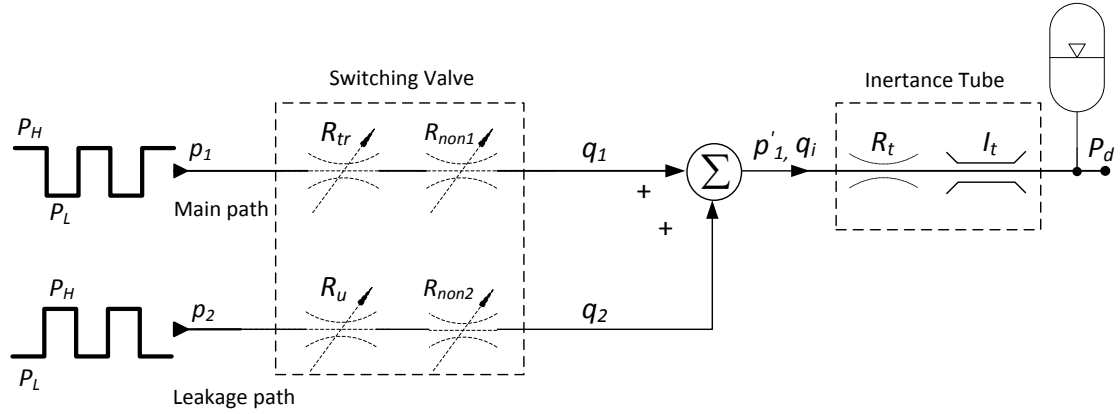 Switching Valve
Inertance Tube
P_H
p_1
R_tr
R_non1
q_1
p'_1, q_i
R_t
I_t
P_d
Σ
+
+
P_L
Main path
P_H
p_2
R_u
R_non2
q_2
P_L
Leakage path